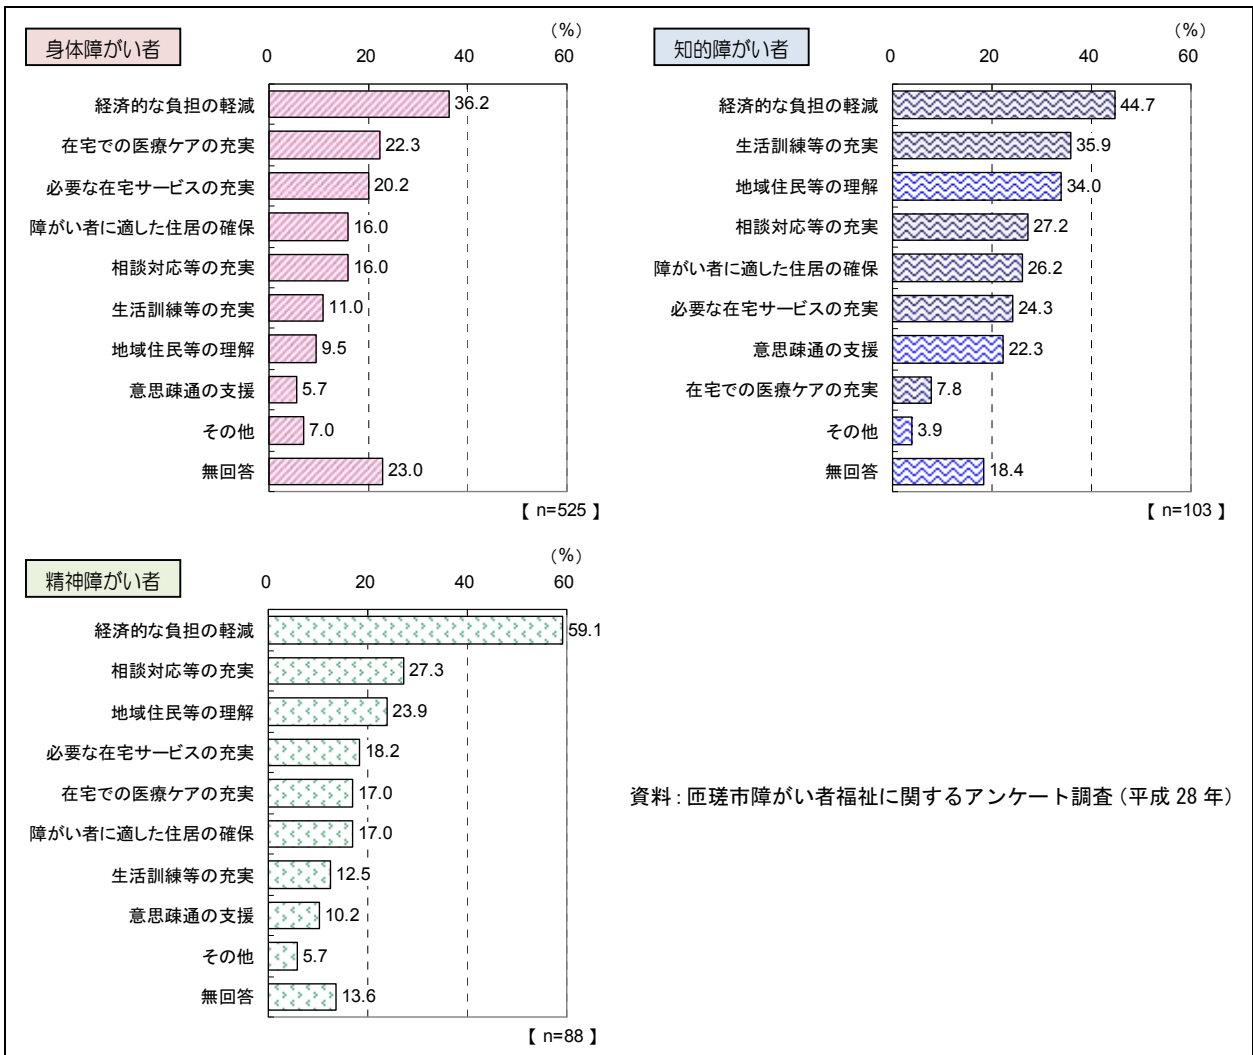 身体障がい者
(%)
0 20 40 60
経済的な負担の軽減 36.2
在宅での医療ケアの充実 22.3
必要な在宅サービスの充実 20.2
障がい者に適した住居の確保 16.0
相談対応等の充実 16.0
生活訓練等の充実 11.0
地域住民等の理解 9.5
意思疎通の支援 5.7
その他 7.0
無回答 23.0
【 n=525 】
知的障がい者
(%)
0 20 40 60
経済的な負担の軽減 44.7
生活訓練等の充実 35.9
地域住民等の理解 34.0
相談対応等の充実 27.2
障がい者に適した住居の確保 26.2
必要な在宅サービスの充実 24.3
意思疎通の支援 22.3
在宅での医療ケアの充実 7.8
その他 3.9
無回答 18.4
【 n=103 】
精神障がい者
(%)
0 20 40 60
経済的な負担の軽減 59.1
相談対応等の充実 27.3
地域住民等の理解 23.9
必要な在宅サービスの充実 18.2
在宅での医療ケアの充実 17.0
障がい者に適した住居の確保 17.0
生活訓練等の充実 12.5
意思疎通の支援 10.2
その他 5.7
無回答 13.6
【 n=88 】
資料：匝瑳市障がい者福祉に関するアンケート調査（平成 28 年）